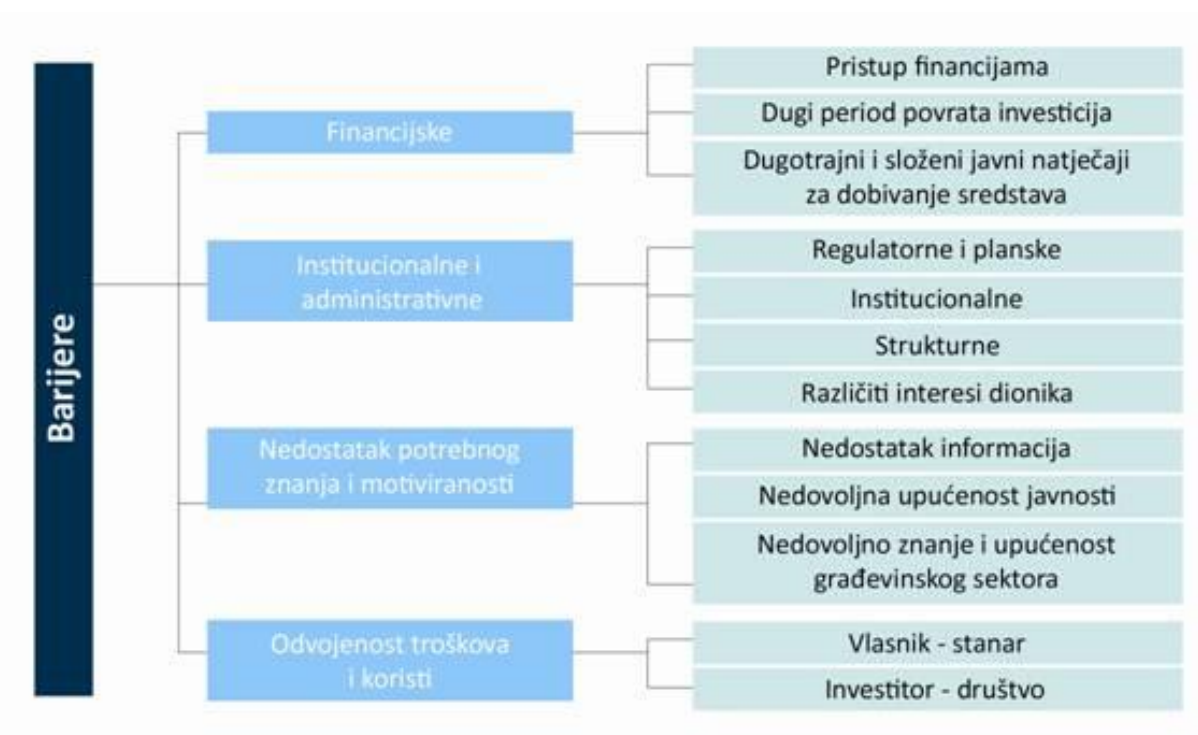 Barijere
Financijske
Pristup financijama
Dugi period povrata investicija
Dugotrajni i složeni javni natječaji
za dobivanje sredstava
Institucionalne i
administrativne
Regulatorne i planske
Institucionalne
Strukturne
Različiti interesi dionika
Nedostatak potrebnog
znanja i motiviranosti
Nedostatak informacija
Nedovoljna upućenost javnosti
Nedovoljno znanje i upućenost
građevinskog sektora
Odvojenost troškova
i koristi
Vlasnik - stanar
Investitor - društvo